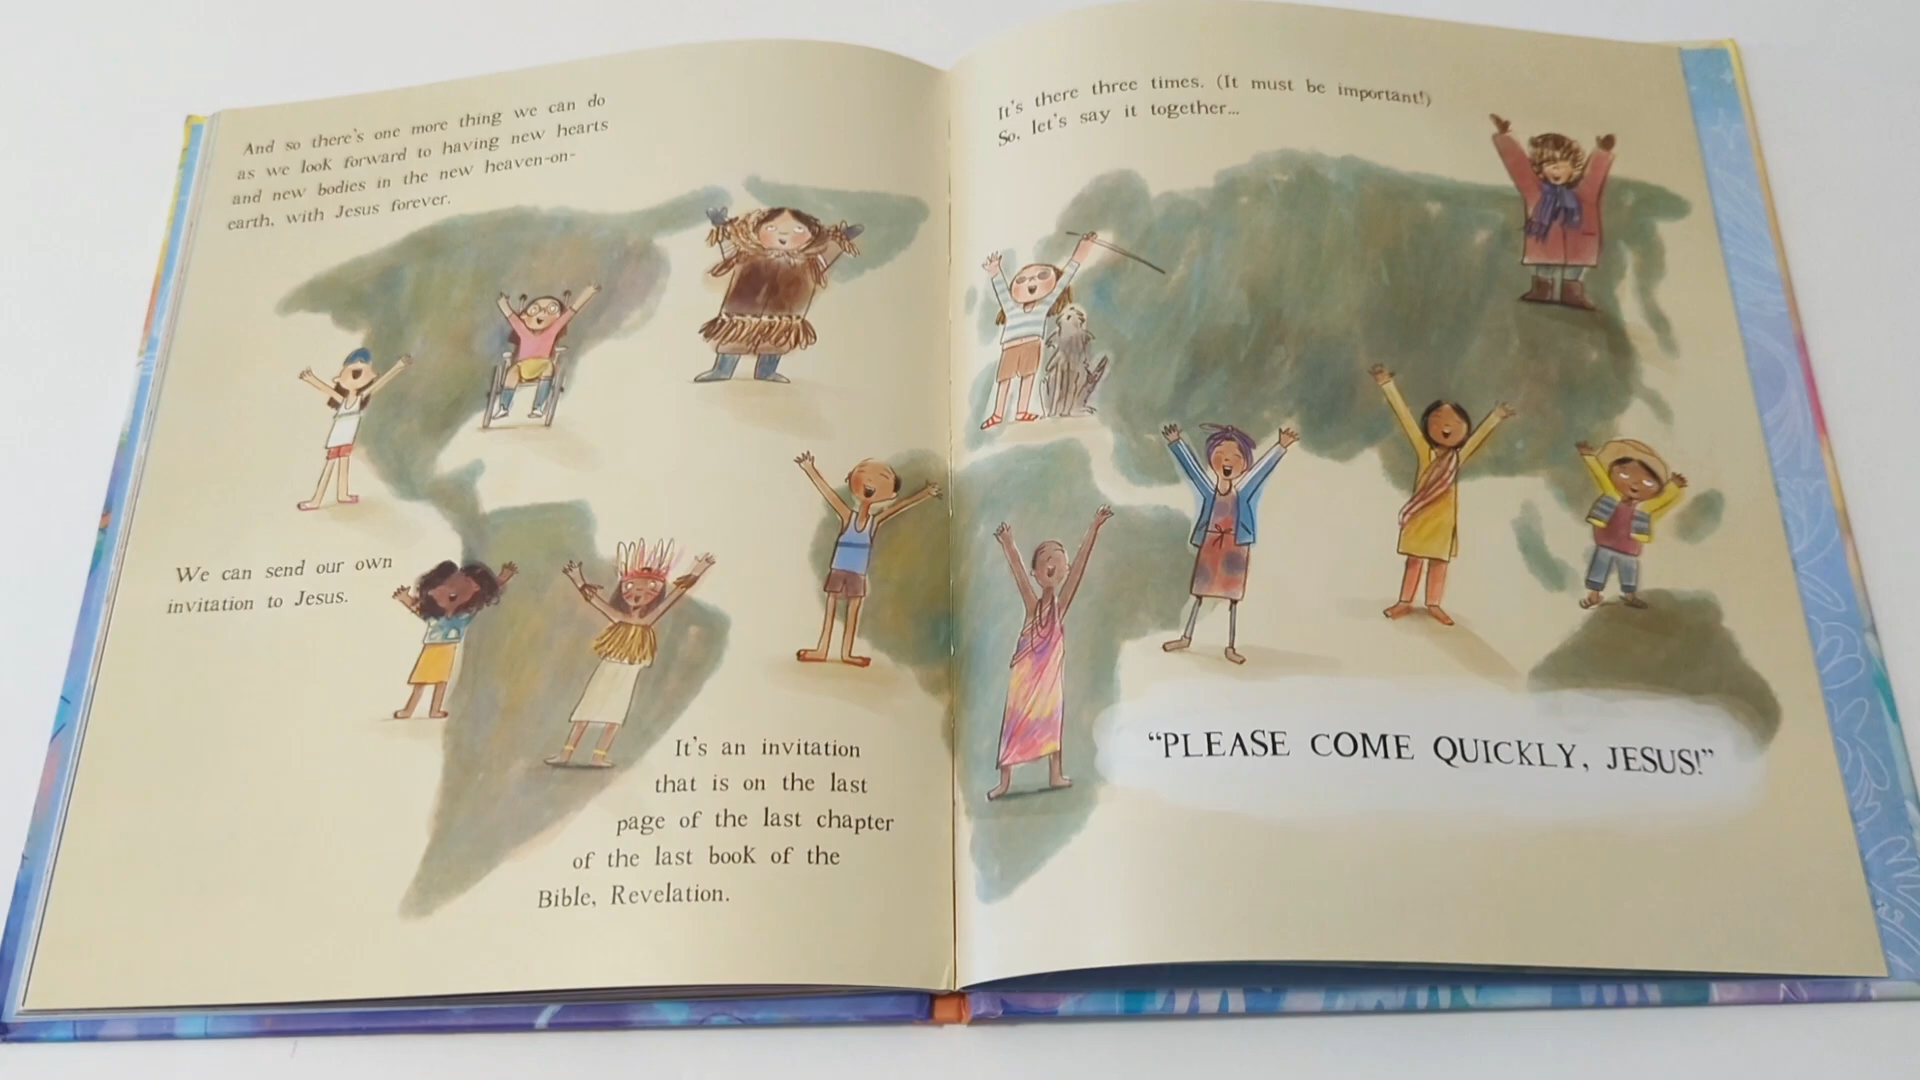 And so there's one more thing we can do
as we look forward to having new hearts
and new bodies in the new heaven-on-
earth, with Jesus forever.
We can send our own
invitation to Jesus.
It's an invitation
that is on the last
page of the last chapter
of the last book of the
Bible, Revelation.
It's there three times. (It must be important!)
So, let's say it together...
“PLEASE COME QUICKLY, JESUS!”